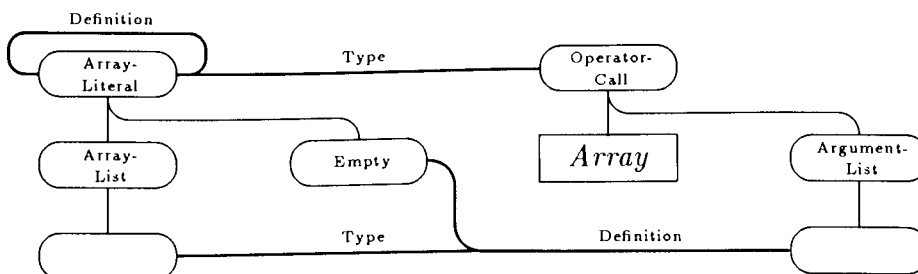 Definition
Array-
Literal
Type
Operator-
Call
Array-
List
Empty
Array
Argument-
List
Type
Definition